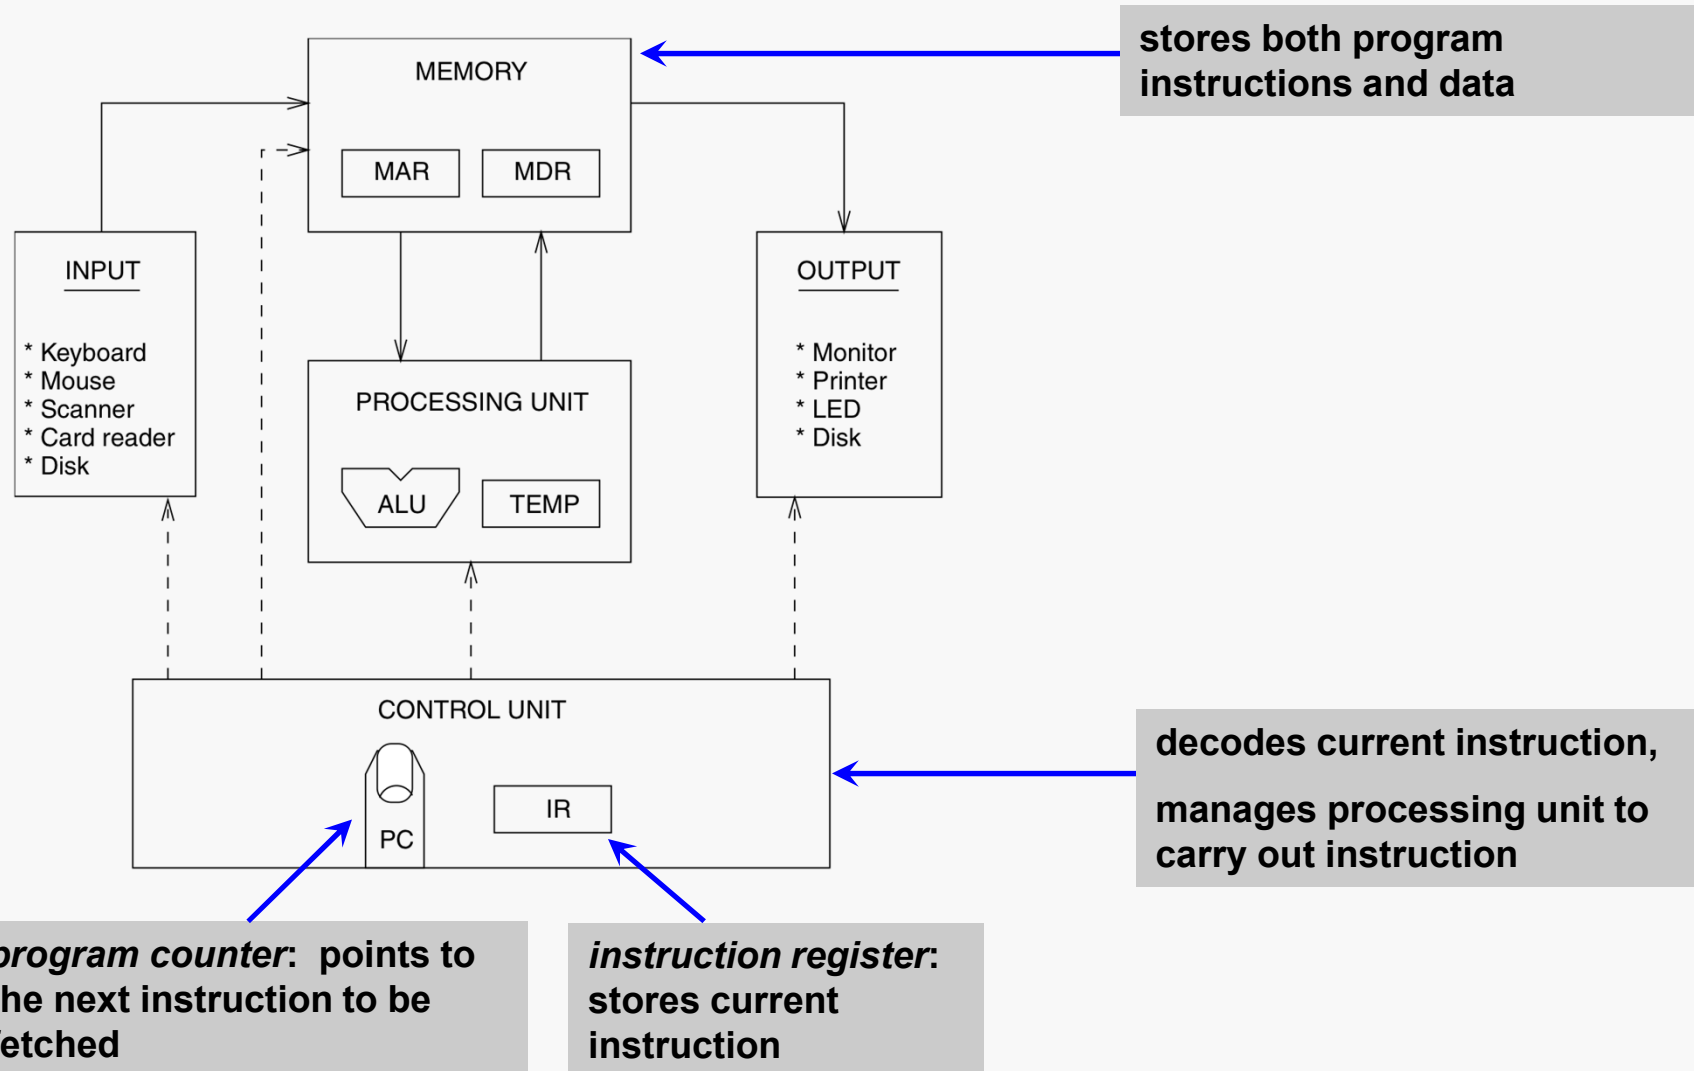 stores both program
instructions and data
MEMORY
MAR
MDR
INPUT
* Keyboard
* Mouse
* Scanner
* Card reader
* Disk
PROCESSING UNIT
ALU
TEMP
OUTPUT
* Monitor
* Printer
* LED
* Disk
CONTROL UNIT
PC
IR
decodes current instruction,
manages processing unit to
carry out instruction
program counter: points to
he next instruction to be
fetched
instruction register:
stores current
instruction